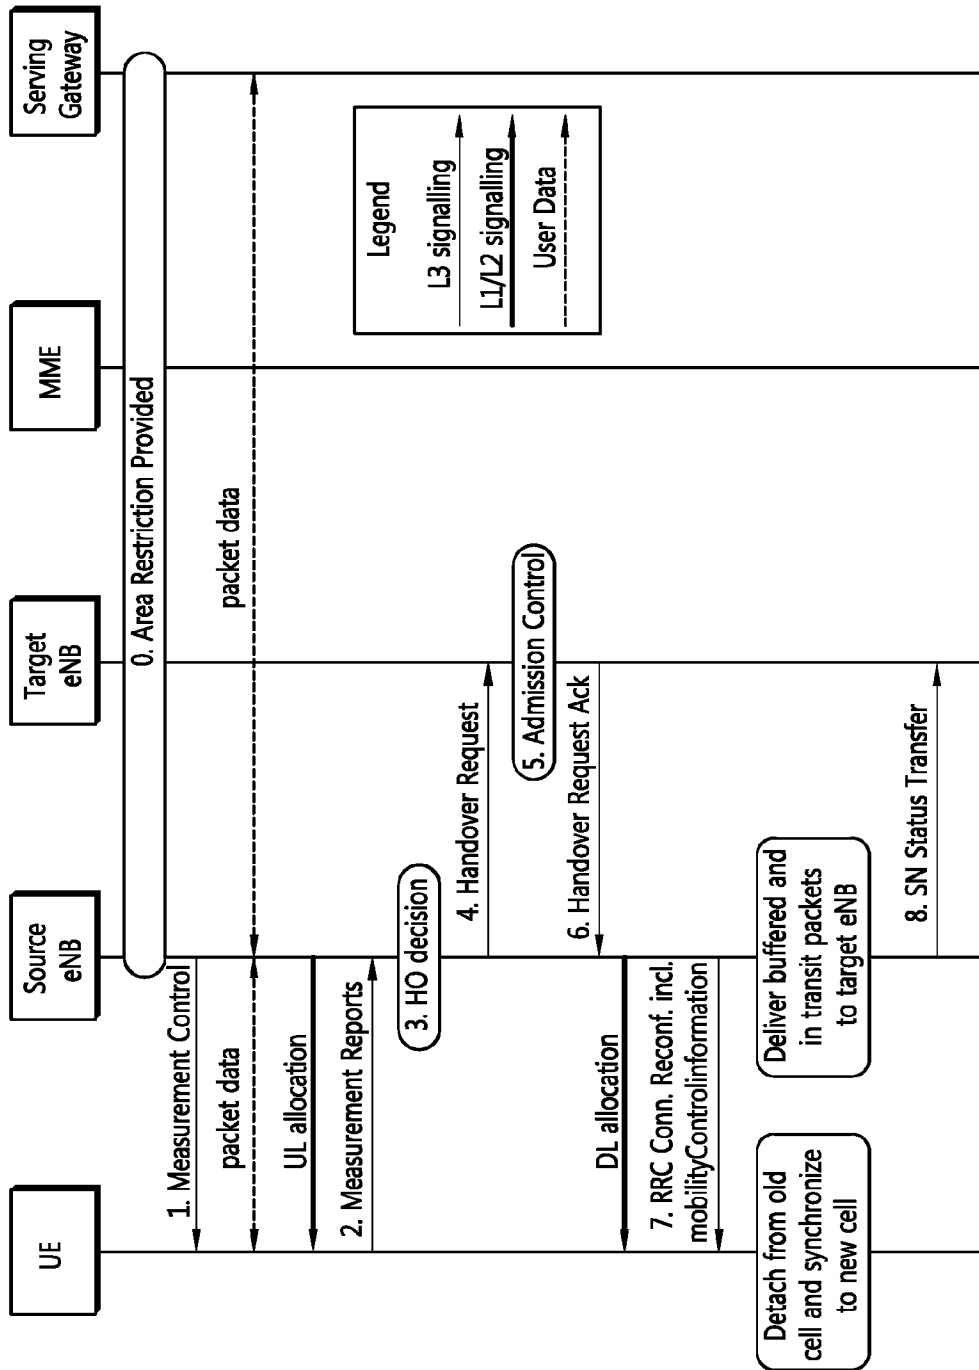 UE
Source
eNB
Target
eNB
MME
Serving
Gateway
0. Area Restriction Provided
1. Measurement Control
packet data
packet data
UL allocation
2. Measurement Reports
3. HO decision
4. Handover Request
5. Admission Control
6. Handover Request Ack
DL allocation
7. RRC Conn. Reconf. incl.
mobilityControlinformation
Detach from old
cell and synchronize
to new cell
Deliver buffered and
in transit packets
to target eNB
8. SN Status Transfer
Legend
L3 signalling
L1/L2 signalling
User Data